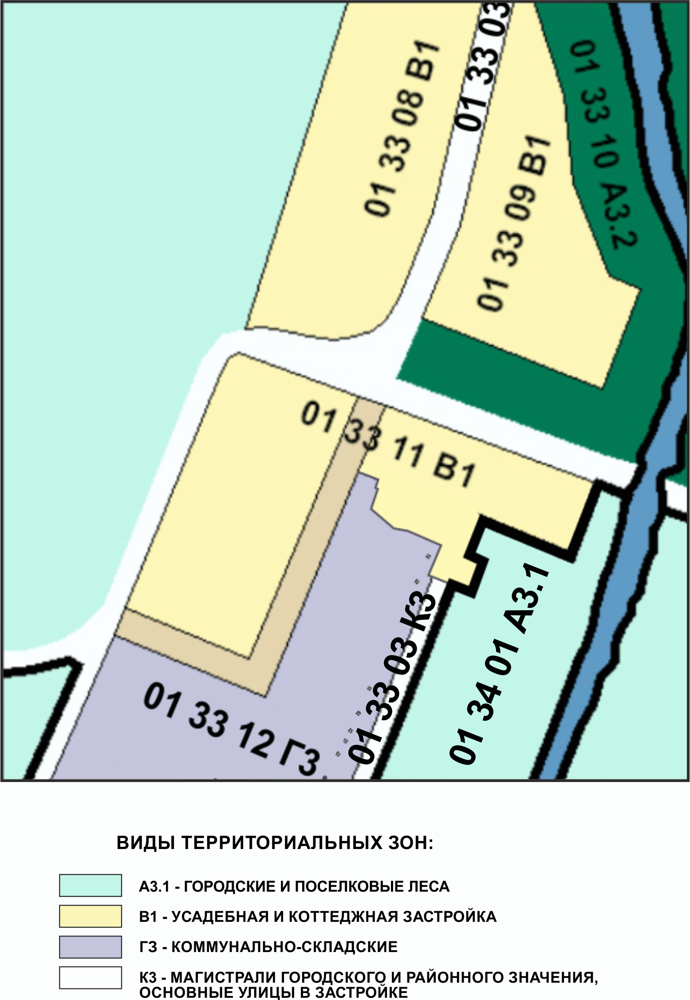 01 33 03
01 33 08 В1
01 33 10 А3.2
01 33 09 В1
01 33 11 В1
01 33 03 К3
01 34 01 А3.1
01 33 12 Г3
ВИДЫ ТЕРРИТОРИАЛЬНЫХ ЗОН:
А3.1 - ГОРОДСКИЕ И ПОСЕЛКОВЫЕ ЛЕСА
В1 - УСАДЕБНАЯ И КОТТЕДЖНАЯ ЗАСТРОЙКА
Г3 - КОММУНАЛЬНО-СКЛАДСКИЕ
К3 - МАГИСТРАЛИ ГОРОДСКОГО И РАЙОННОГО ЗНАЧЕНИЯ,
ОСНОВНЫЕ УЛИЦЫ В ЗАСТРОЙКЕ